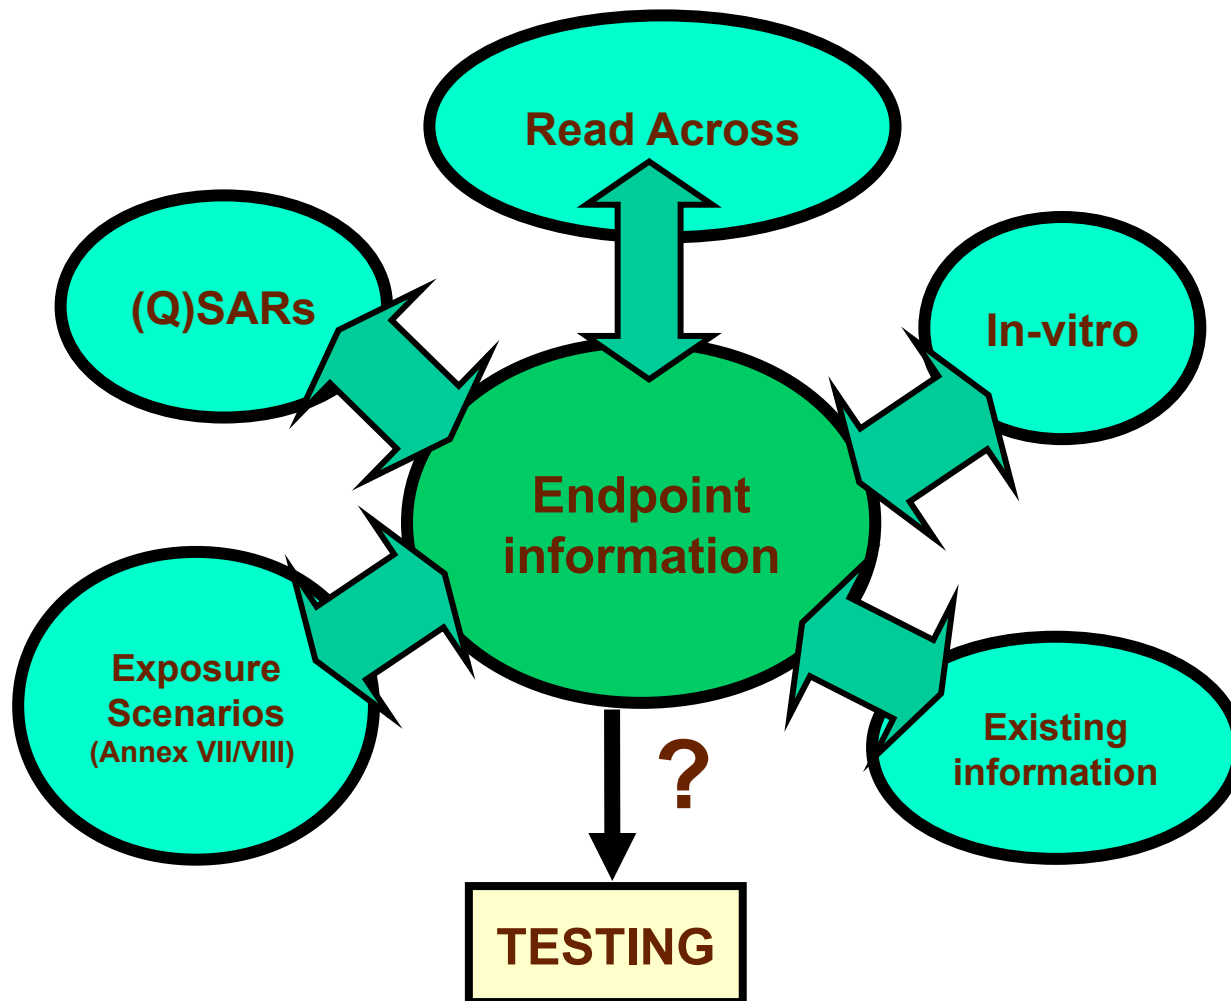 Read Across
(Q)SARs
In-vitro
Endpoint
information
Exposure
Scenarios
(Annex VII/VIII)
Existing
information
?
TESTING